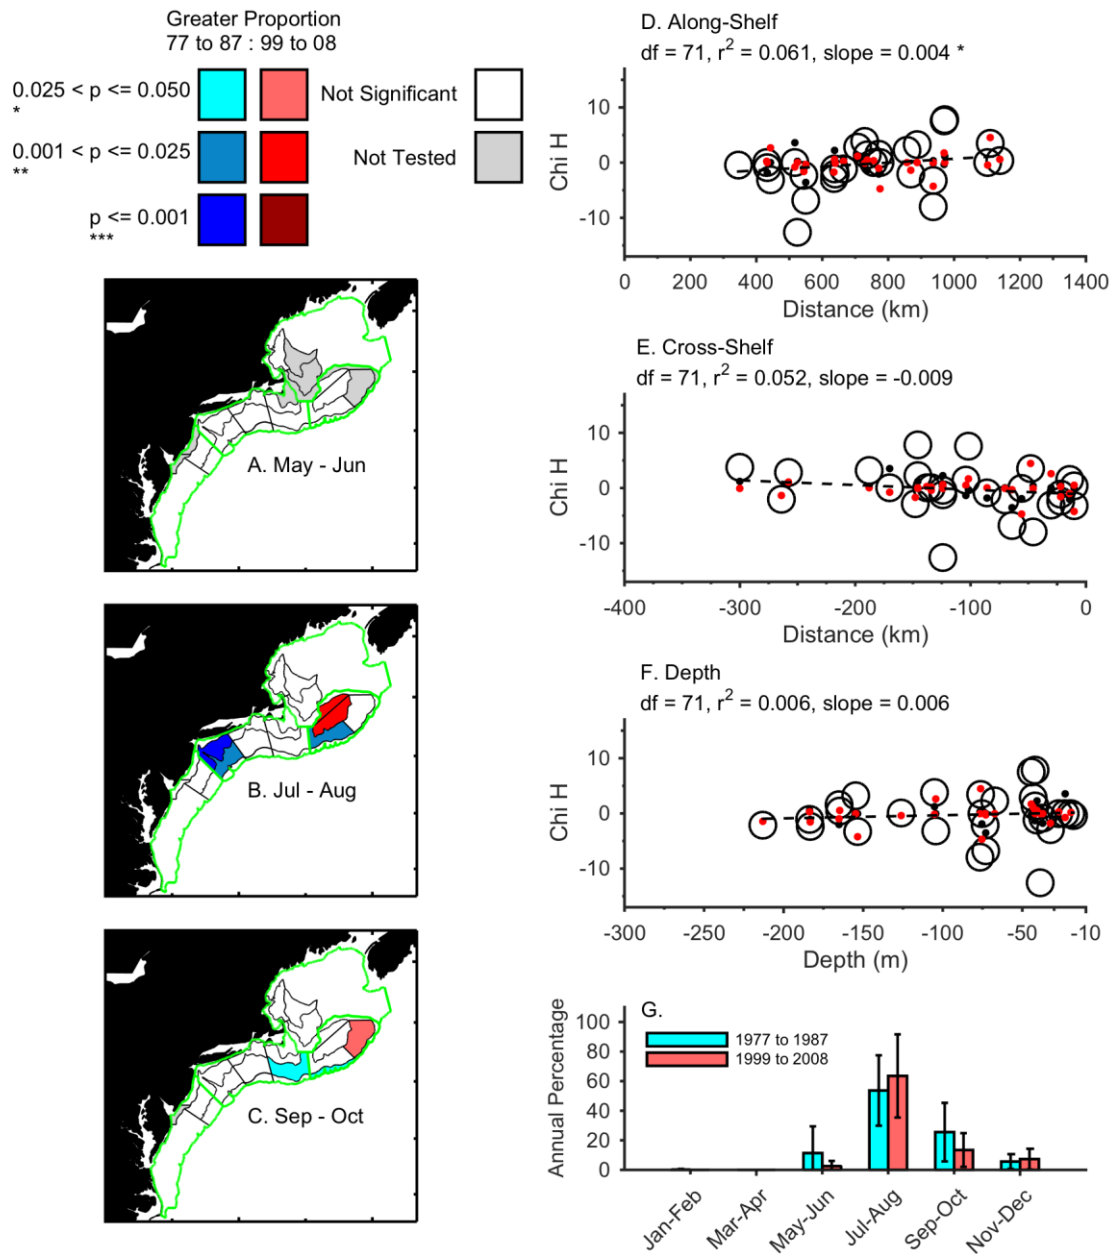 Greater Proportion
77 to 87 : 99 to 08
0.025 < p <= 0.050
*
0.001 < p <= 0.025
**
p <= 0.001
***
Not Significant
Not Tested
A. May - Jun
B. Jul - Aug
C. Sep - Oct
D. Along-Shelf
df = 71, r² = 0.061, slope = 0.004 *
Chi H
10
0
-10
0 200 400 600 800 1000 1200 1400
Distance (km)
E. Cross-Shelf
df = 71, r² = 0.052, slope = -0.009
Chi H
10
0
-10
-400 -300 -200 -100 0
Distance (km)
F. Depth
df = 71, r² = 0.006, slope = 0.006
Chi H
10
0
-10
-300 -250 -200 -150 -100 -50 -10
Depth (m)
G.
1977 to 1987
1999 to 2008
Annual Percentage
100
80
60
40
20
0
Jan-Feb Mar-Apr May-Jun Jul-Aug Sep-Oct Nov-Dec